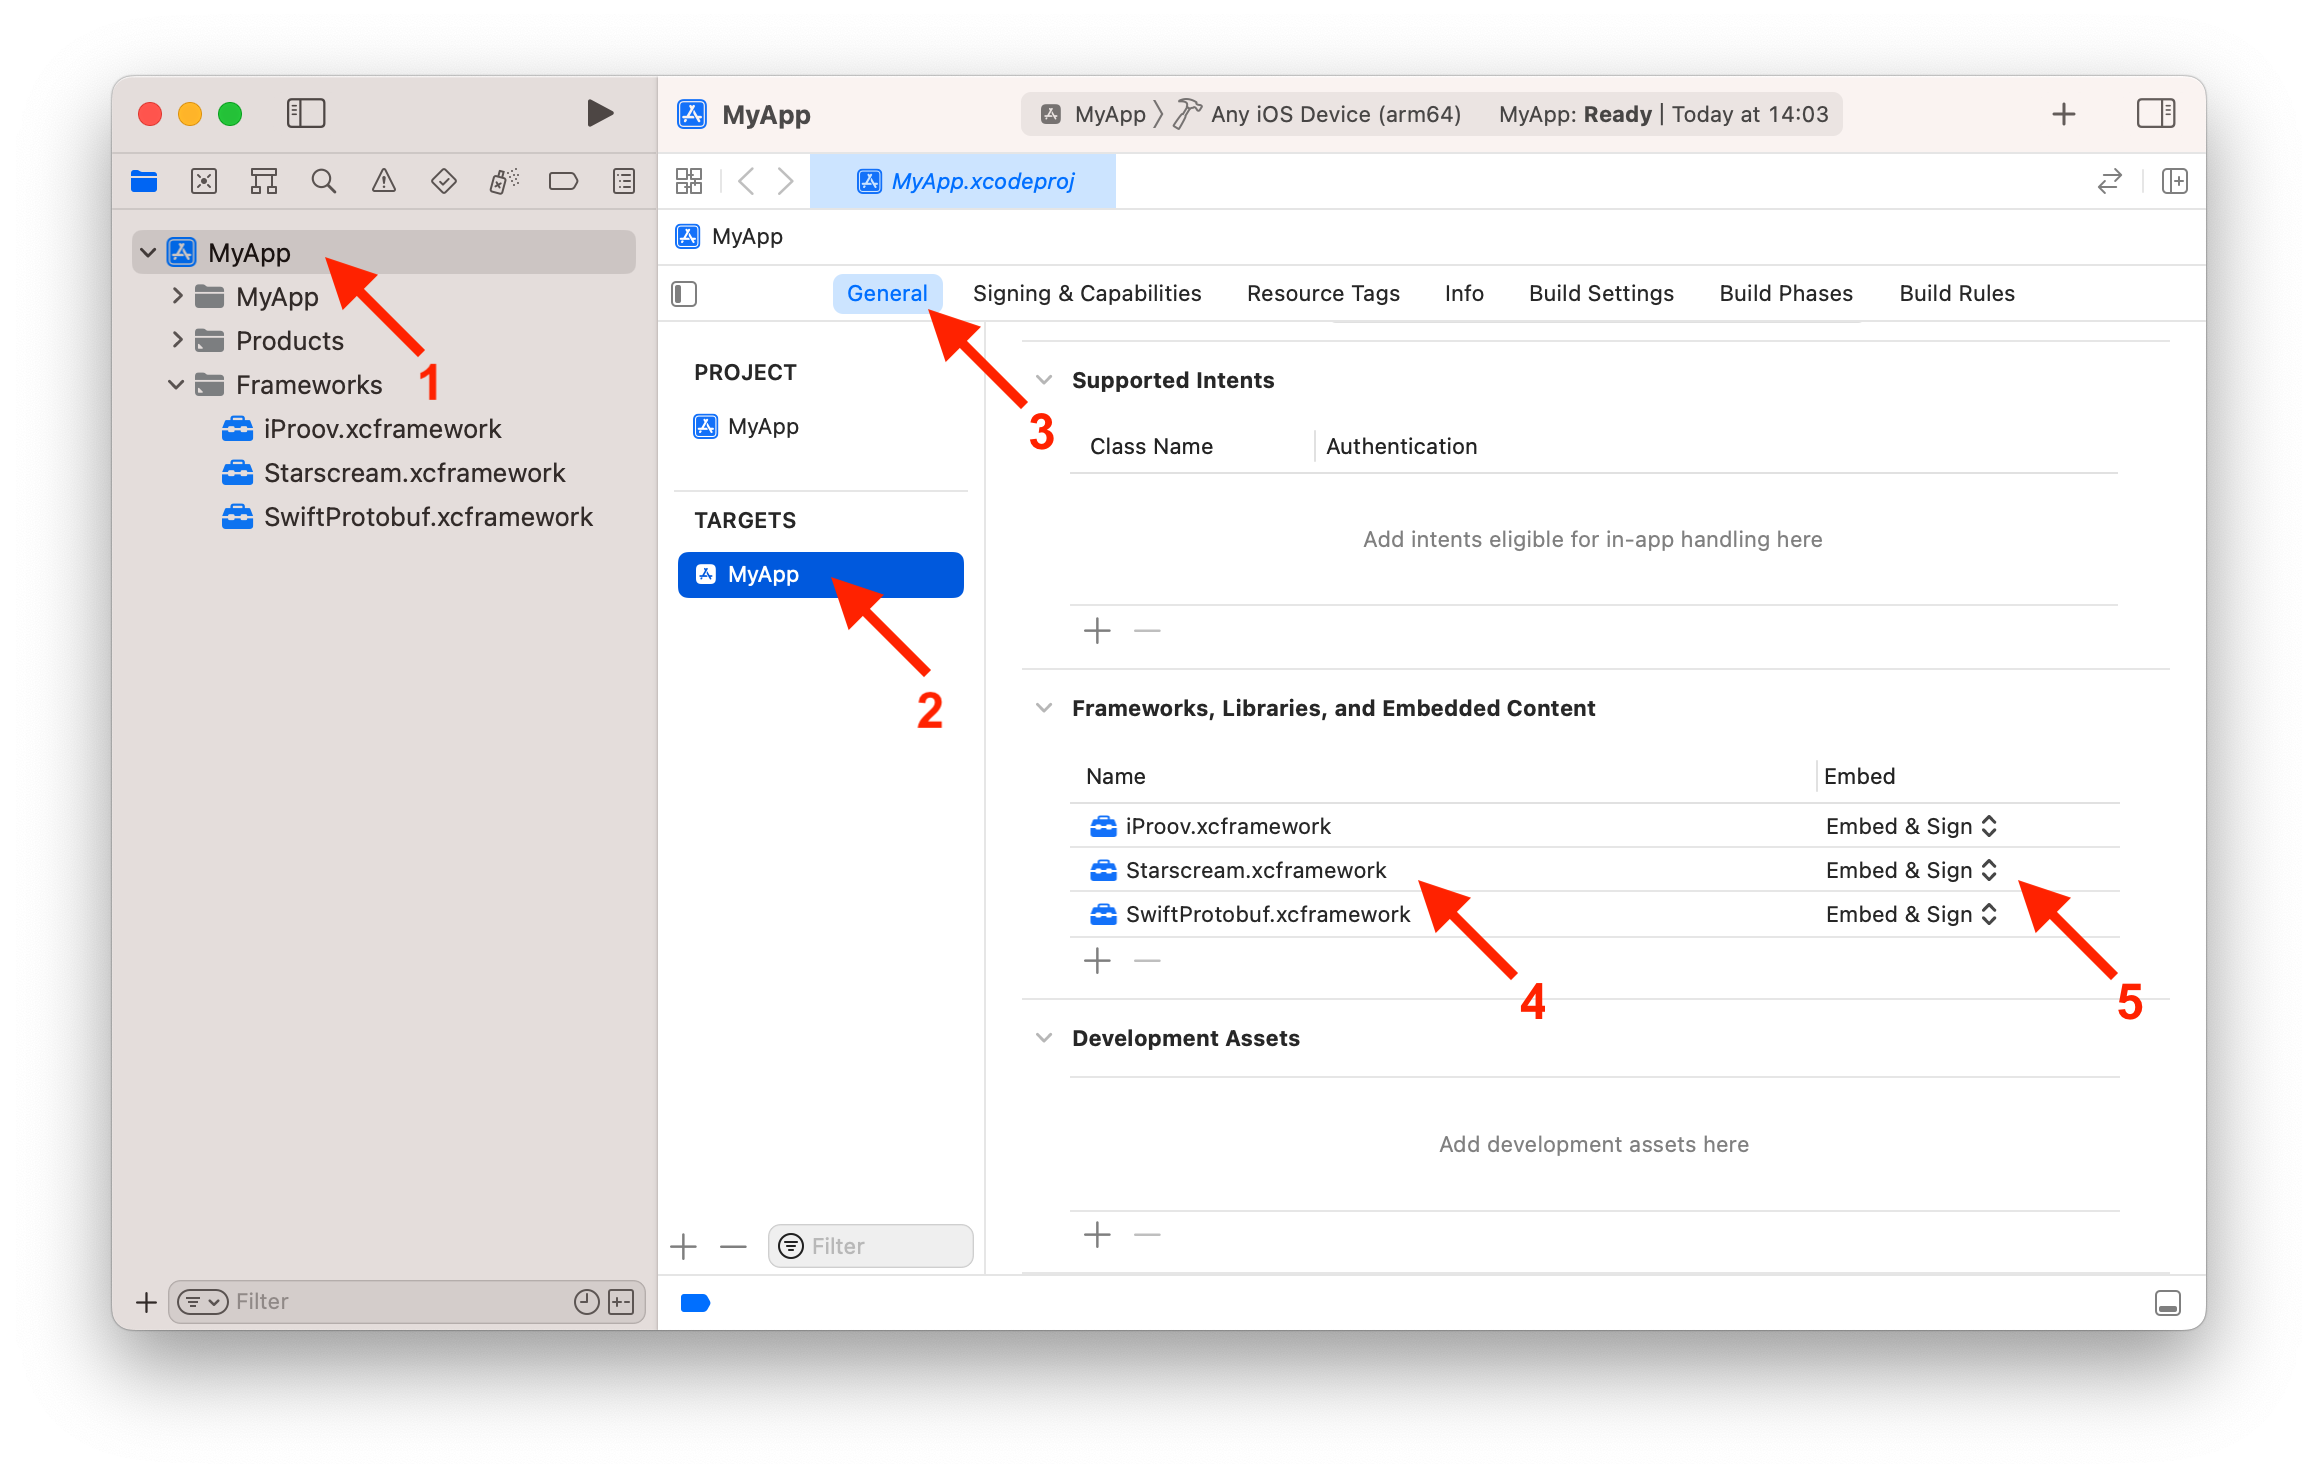 MyApp
MyApp
Products
Frameworks
iProov.xcframework
Starscream.xcframework
SwiftProtobuf.xcframework
1
Filter
MyApp
MyApp
Any iOS Device (arm64)
MyApp: Ready | Today at 14:03
MyApp.xcodeproj
MyApp
General
Signing & Capabilities
Resource Tags
Info
Build Settings
Build Phases
Build Rules
3
PROJECT
MyApp
TARGETS
MyApp
2
Filter
Supported Intents
Class Name
Authentication
Add intents eligible for in-app handling here
Frameworks, Libraries, and Embedded Content
Name
Embed
iProov.xcframework
Embed & Sign
Starscream.xcframework
Embed & Sign
SwiftProtobuf.xcframework
Embed & Sign
4
5
Development Assets
Add development assets here